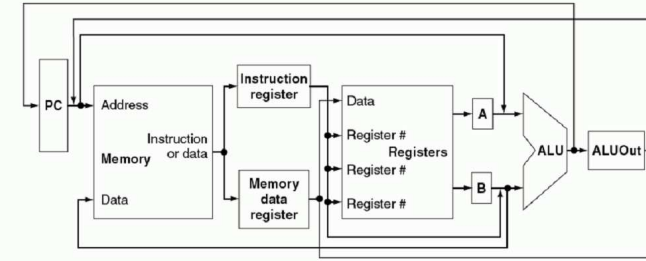 PC
Address
Memory
Instruction
or data
Data
Instruction
register
Memory
data
register
Data
Register #
Registers
Register #
Register #
A
B
ALU
ALUOut